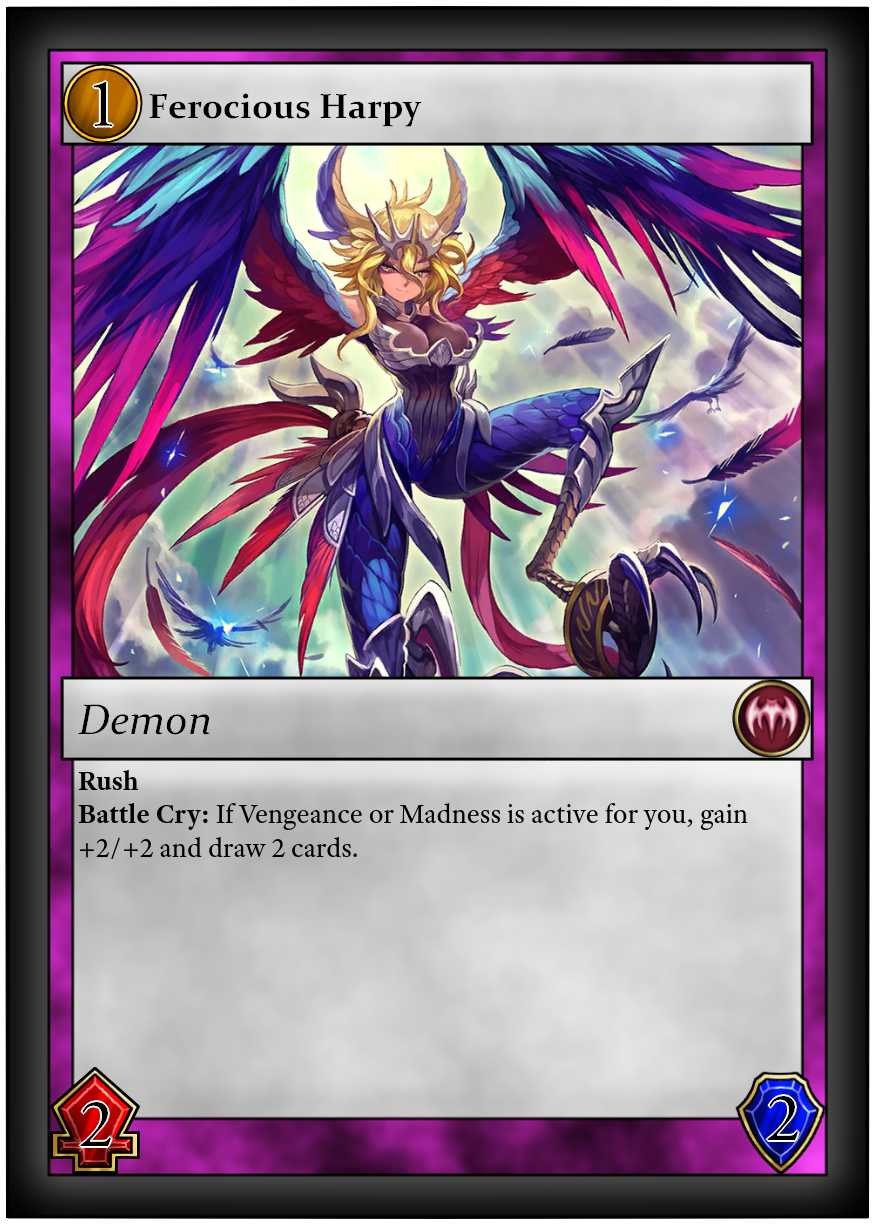 1
Ferocious Harpy
Demon
Rush
Battle Cry: If Vengeance or Madness is active for you, gain
+2/+2 and draw 2 cards.
2
2